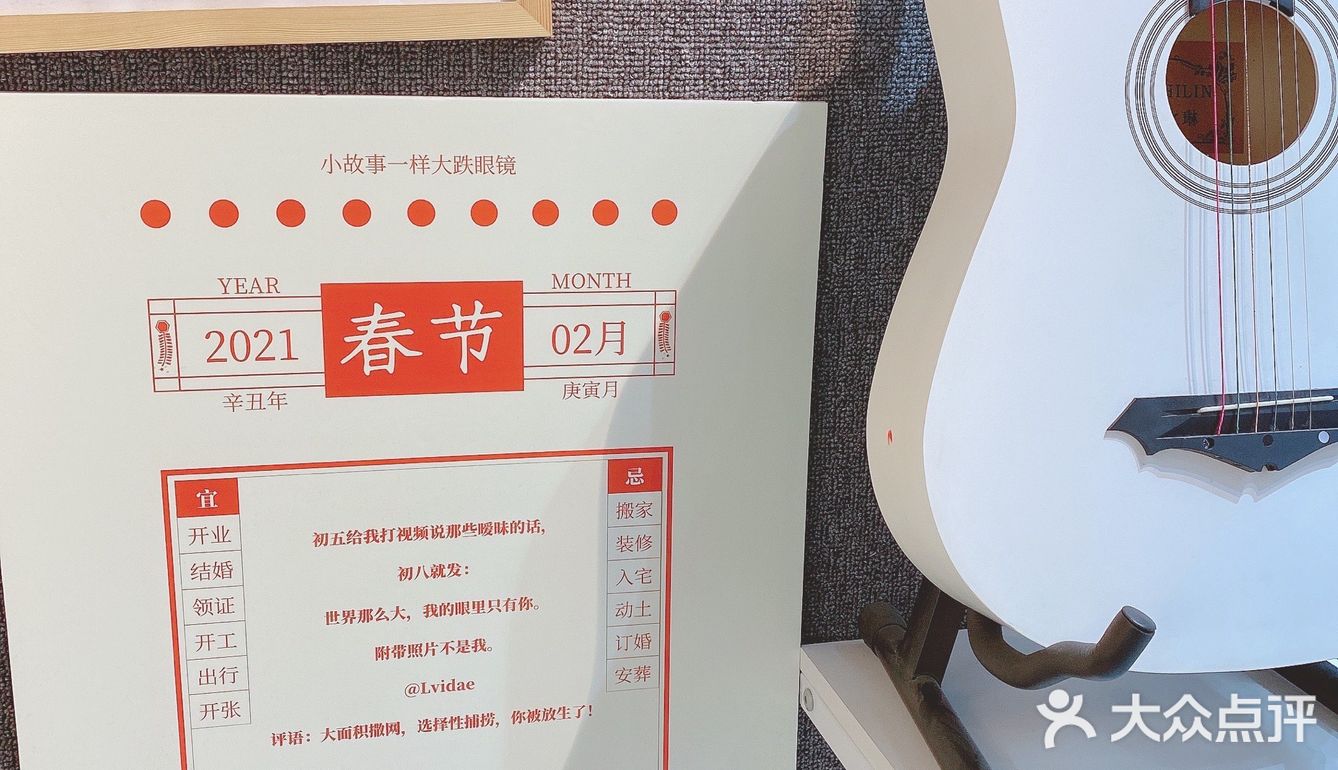 小故事一样大跌眼镜
YEAR
MONTH
2021
春节
02月
辛丑年
庚寅月
宜
开业
结婚
领证
开工
出行
开张
初五给我打视频说那些暧昧的话，
初八就发：
世界那么大，我的眼里只有你。
附带照片不是我。
@Lvidae
评语：大面积撒网，选择性捕捞，你被放生了！
忌
搬家
装修
入宅
动土
订婚
安葬
琳
大众点评